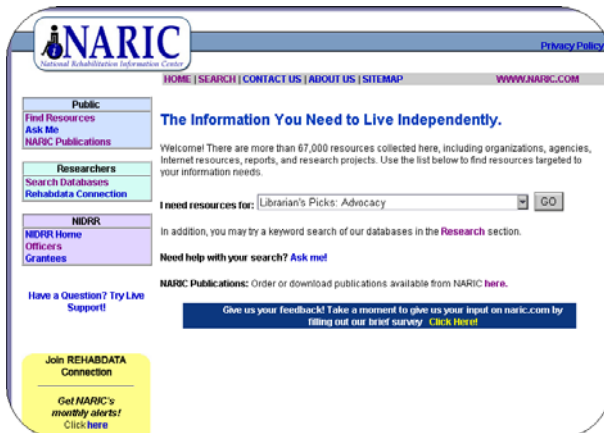 NARIC
National Rehabilitation Information Center
Privacy Policy
HOME | SEARCH | CONTACT US | ABOUT US | SITEMAP
WWW.NARIC.COM
Public
Find Resources
Ask Me
NARIC Publications
Researchers
Search Databases
Rehabdata Connection
NIDRR
NIDRR Home
Officers
Grantees
Have a Question? Try Live
Support!
Join REHABDATA
Connection
Get NARIC's
monthly alerts!
Click here
The Information You Need to Live Independently.
Welcome! There are more than 67,000 resources collected here, including organizations, agencies,
Internet resources, reports, and research projects. Use the list below to find resources targeted to
your information needs.
I need resources for: Librarian's Picks: Advocacy GO
In addition, you may try a keyword search of our databases in the Research section.
Need help with your search? Ask me!
NARIC Publications: Order or download publications available from NARIC here.
Give us your feedback! Take a moment to give us your input on naric.com by
filling out our brief survey Click Here!